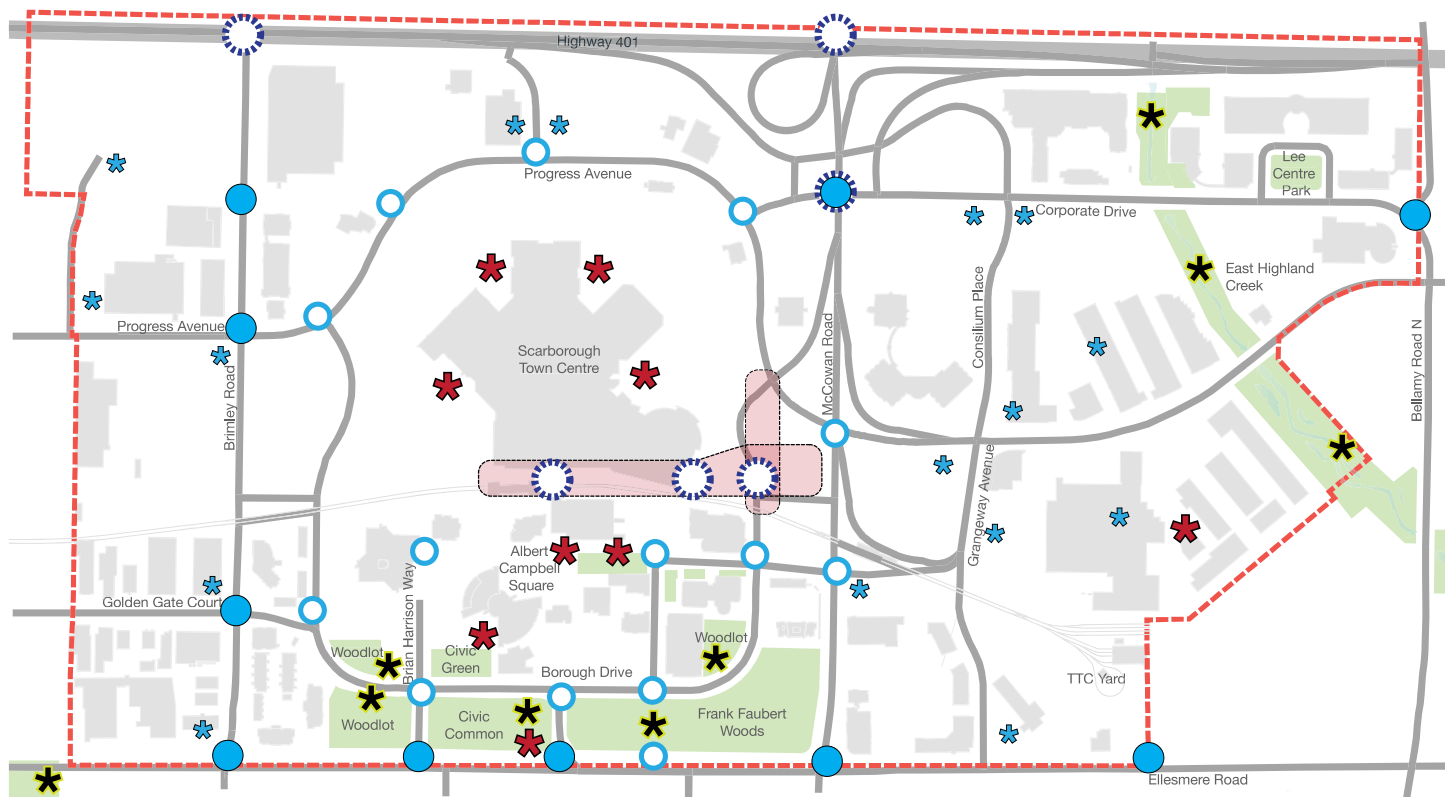 Highway 401
Progress Avenue
Lee
Centre
Park
Corporate Drive
East Highland
Creek
Progress Avenue
Scarborough
Town Centre
Consilium Place
McCowan Road
Brimley Road
Bellamy Road N
Grangeway Avenue
Albert
Campbell
Square
Golden Gate Court
Brian Harrison Way
Woodlot
Civic
Green
Woodlot
Borough Drive
TTC Yard
Woodlot
Civic
Common
Frank Faubert
Woods
Ellesmere Road